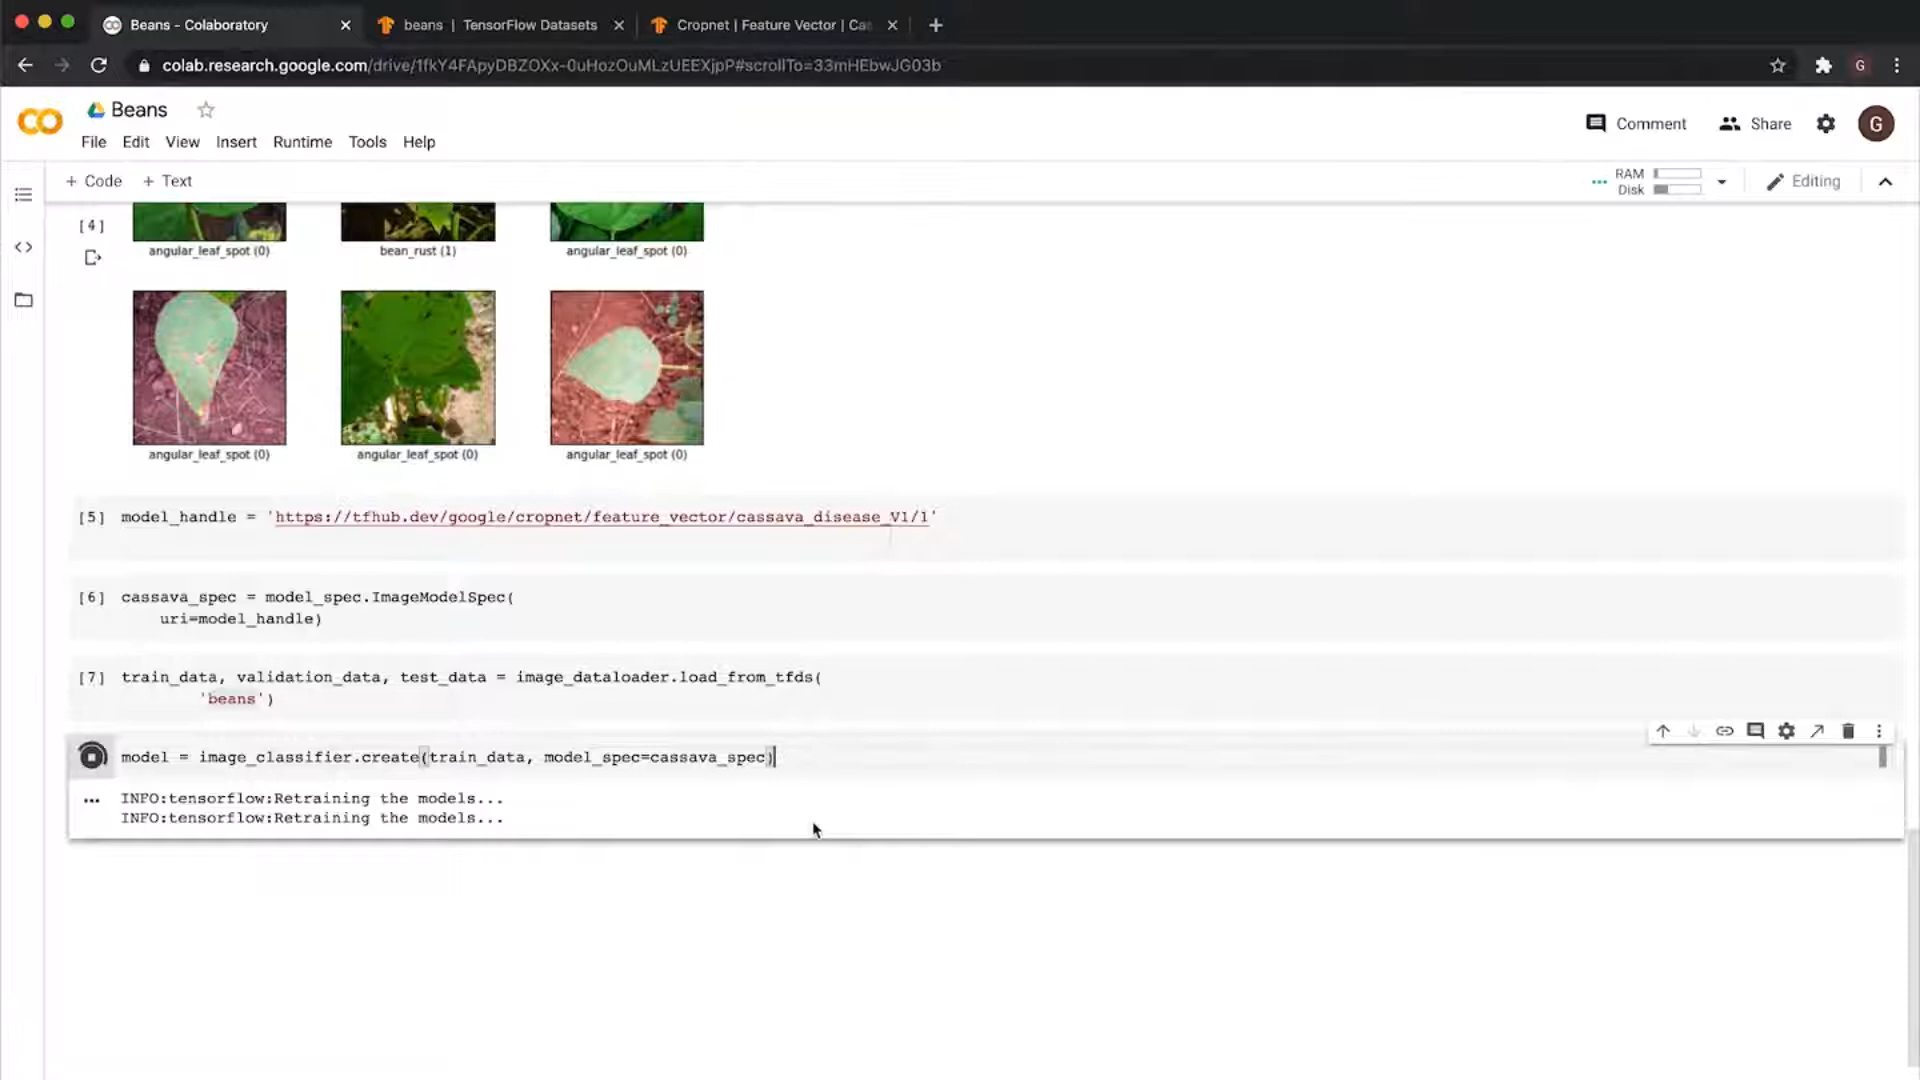 Beans - Colaboratory
beans | TensorFlow Datasets
Cropnet | Feature Vector | Ca
colab.research.google.com/drive/1fkY4FApyDBZOXx-0uHozOuMLzUEEXjpP#scrollTo=33mHEbwJG03b
G
Beans
File Edit View Insert Runtime Tools Help
Comment Share G
+ Code + Text
RAM
Disk
Editing
[4]
angular_leaf_spot (0) bean_rust (1) angular_leaf_spot (0)
angular_leaf_spot (0) angular_leaf_spot (0) angular_leaf_spot (0)
[5] model_handle = 'https://tfhub.dev/google/cropnet/feature_vector/cassava_disease_V1/1'
[6] cassava_spec = model_spec.ImageModelSpec(
uri=model_handle)
[7] train_data, validation_data, test_data = image_dataloader.load_from_tfds(
'beans')
model = image_classifier.create(train_data, model_spec=cassava_spec)
INFO:tensorflow:Retraining the models...
INFO:tensorflow:Retraining the models...